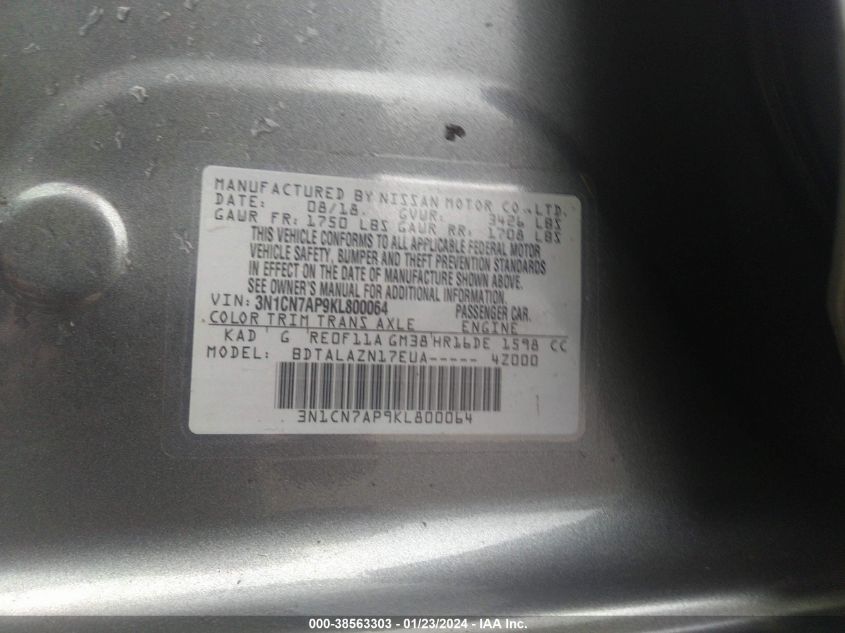 MANUFACTURED BY NISSAN MOTOR CO.,LTD.
DATE: 08/18. GVWR: 3426 LBS
GAWR FR: 1750 LBS GAWR RR: 1708 LBS
THIS VEHICLE CONFORMS TO ALL APPLICABLE FEDERAL MOTOR
VEHICLE SAFETY, BUMPER AND THEFT PREVENTION STANDARDS
IN EFFECT ON THE DATE OF MANUFACTURE SHOWN ABOVE.
SEE OWNER'S MANUAL FOR ADDITIONAL INFORMATION.
VIN: 3N1CN7AP9KL800064 PASSENGER CAR.
COLOR TRIM TRANS AXLE ENGINE
KAD G RE0F11A GM38 HR16DE 1598 CC
MODEL: BDTALAZN17EUA----- 4Z000
3N1CN7AP9KL800064
1
000-38563303 - 01/23/2024 - IAA, Inc.